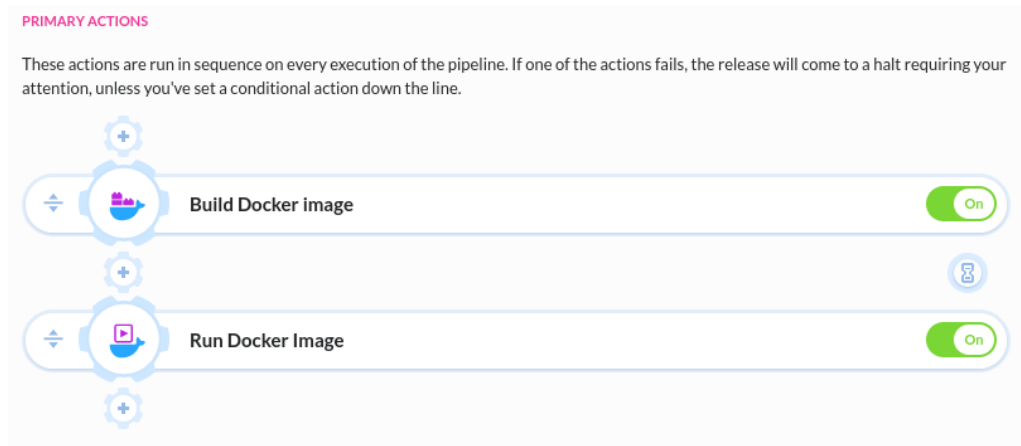 PRIMARY ACTIONS
These actions are run in sequence on every execution of the pipeline. If one of the actions fails, the release will come to a halt requiring your
attention, unless you've set a conditional action down the line.
Build Docker image
On
Run Docker Image
On